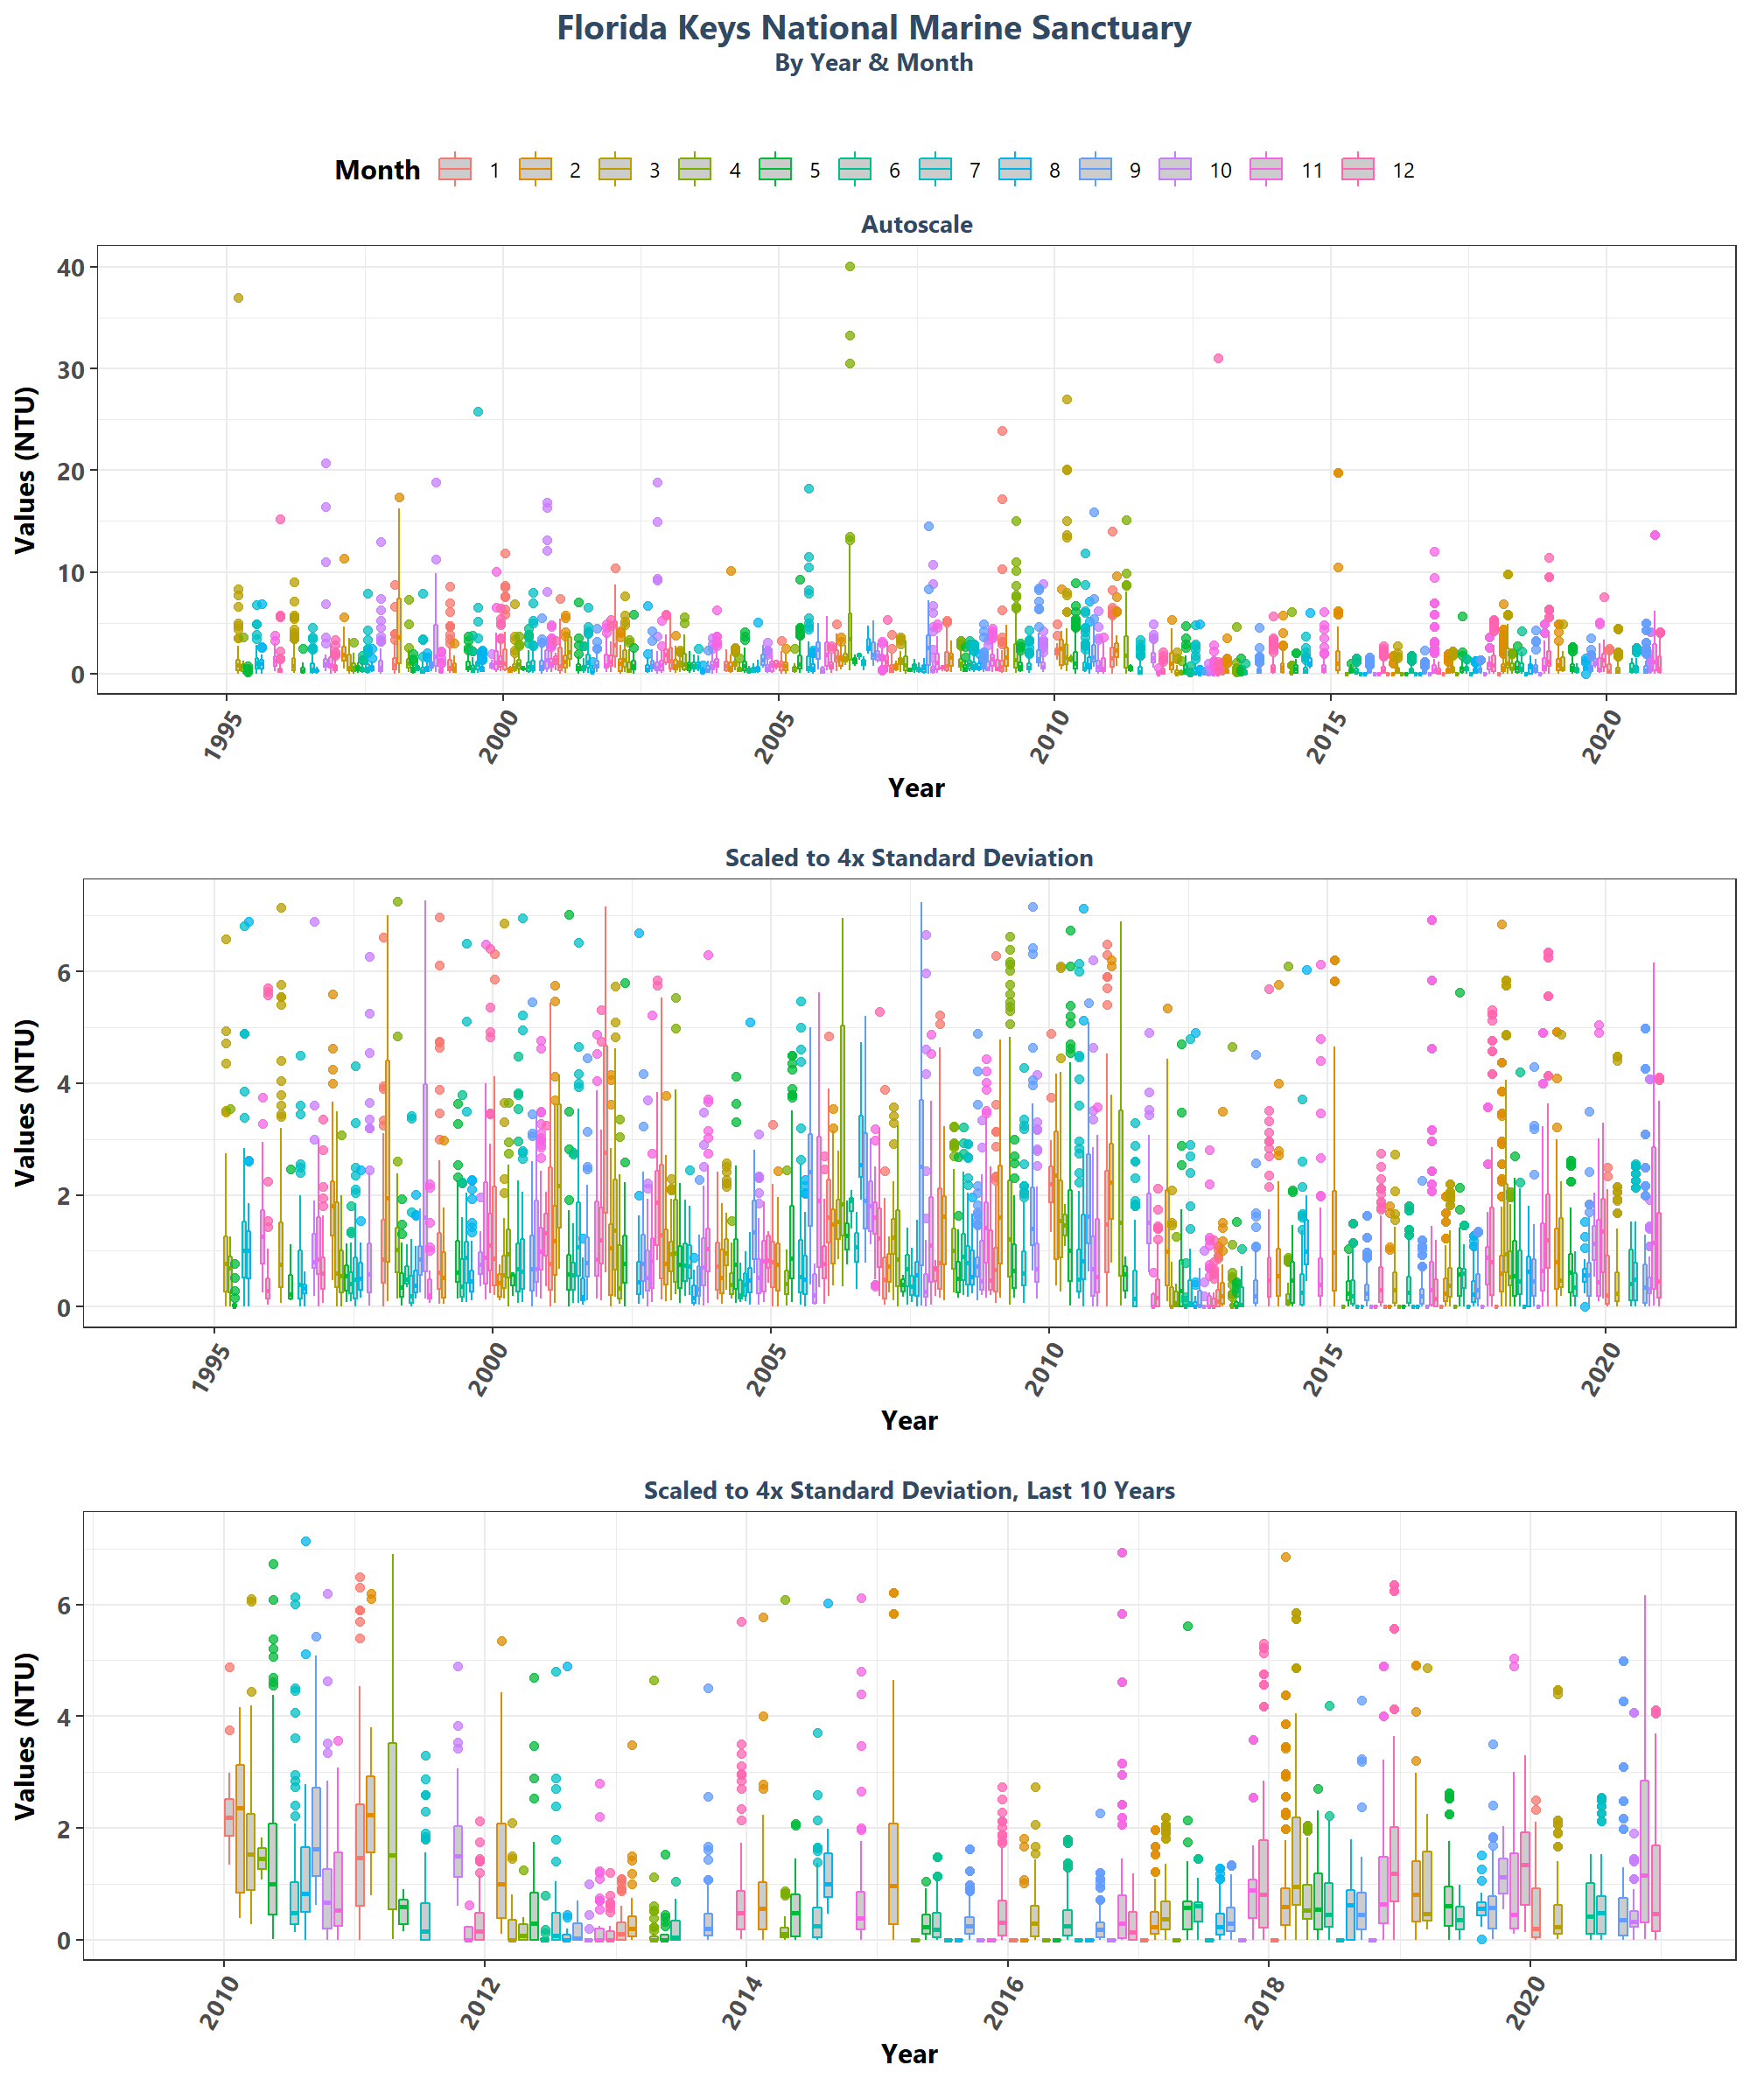 Florida Keys National Marine Sanctuary
By Year & Month
Month 1 2 3 4 5 6 7 8 9 10 11 12
Autoscale
Values (NTU)
40
30
20
10
0
1995 2000 2005 2010 2015 2020
Year
Scaled to 4x Standard Deviation
Values (NTU)
6
4
2
0
1995 2000 2005 2010 2015 2020
Year
Scaled to 4x Standard Deviation, Last 10 Years
Values (NTU)
6
4
2
0
2010 2012 2014 2016 2018 2020
Year